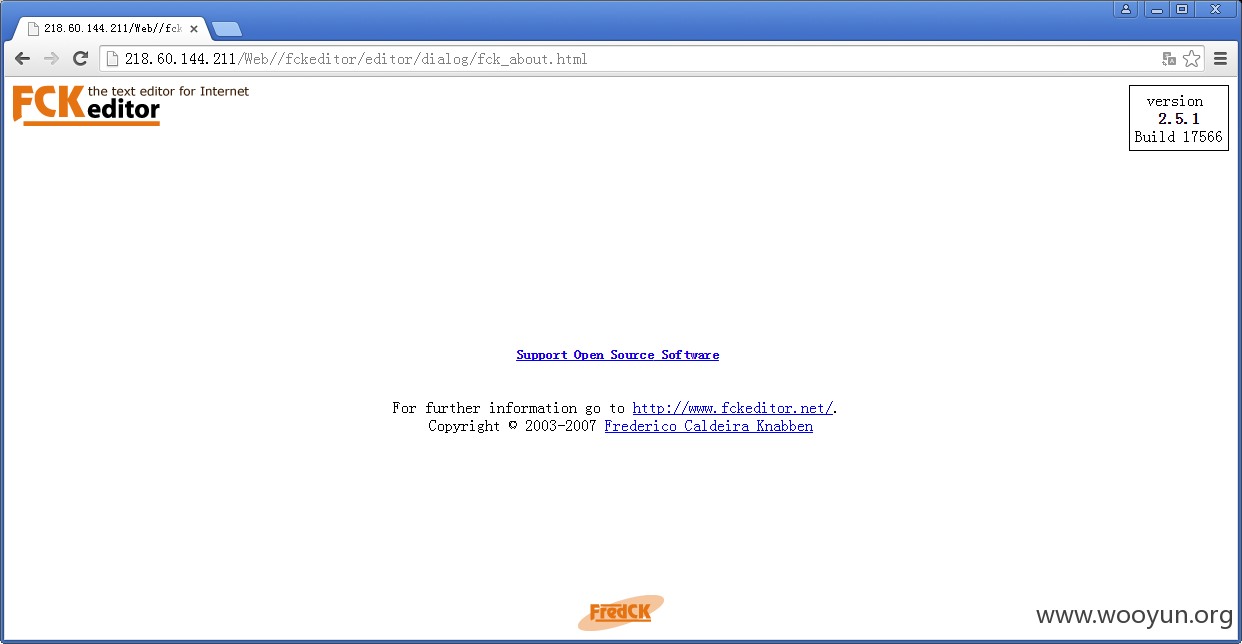 218.60.144.211/Web//fck
218.60.144.211/Web//fckeditor/editor/dialog/fck_about.html
FCKeditor the text editor for Internet
version
2.5.1
Build 17566
Support Open Source Software
For further information go to http://www.fckeditor.net/.
Copyright © 2003-2007 Frederico Caldeira Knabben
FredCK
www.wooyun.org